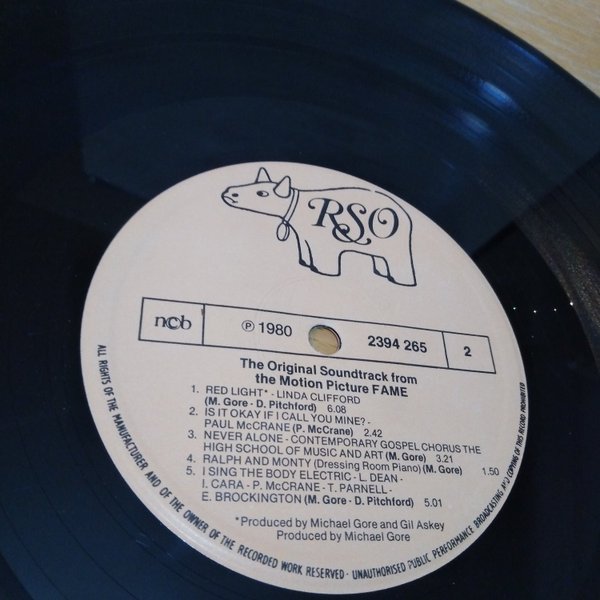 RSO
ncb
℗ 1980
2394 265
2
The Original Soundtrack from
the Motion Picture FAME
1. RED LIGHT* - LINDA CLIFFORD
(M. Gore - D. Pitchford) 6.08
2. IS IT OKAY IF I CALL YOU MINE? -
PAUL McCRANE (P. McCrane) 2.42
3. NEVER ALONE - CONTEMPORARY GOSPEL CHORUS THE
HIGH SCHOOL OF MUSIC AND ART (M. Gore) 3.21
4. RALPH AND MONTY (Dressing Room Piano) (M. Gore) 1.50
5. I SING THE BODY ELECTRIC - L. DEAN -
I. CARA - P. McCRANE - T. PARNELL -
E. BROCKINGTON (M. Gore - D. Pitchford) 5.01
*Produced by Michael Gore and Gil Askey
Produced by Michael Gore
ALL RIGHTS OF THE MANUFACTURER AND OF THE OWNER OF THE RECORDED WORK RESERVED · UNAUTHORISED PUBLIC PERFORMANCE BROADCASTING AND COPYING OF THIS RECORD PROHIBITED